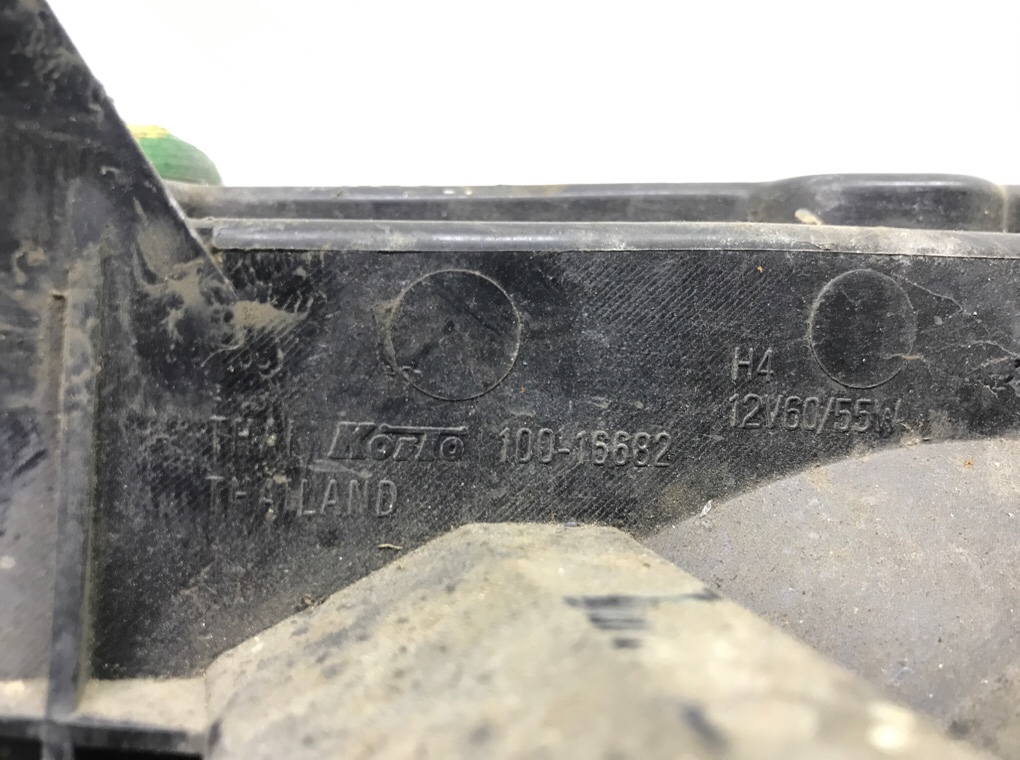 H4
12V60/55W
THAI Koito 100-16682
THAILAND